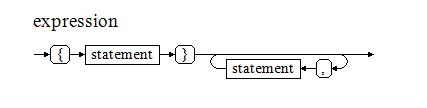 expression
{ statement }
statement ,